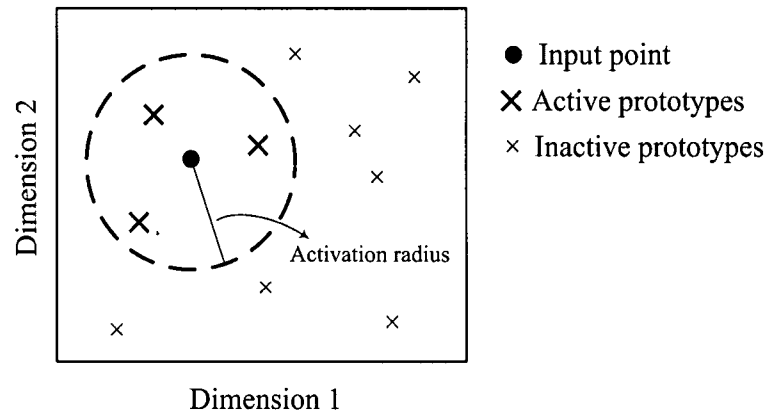 Input point
Active prototypes
Inactive prototypes
Dimension 2
Activation radius
Dimension 1